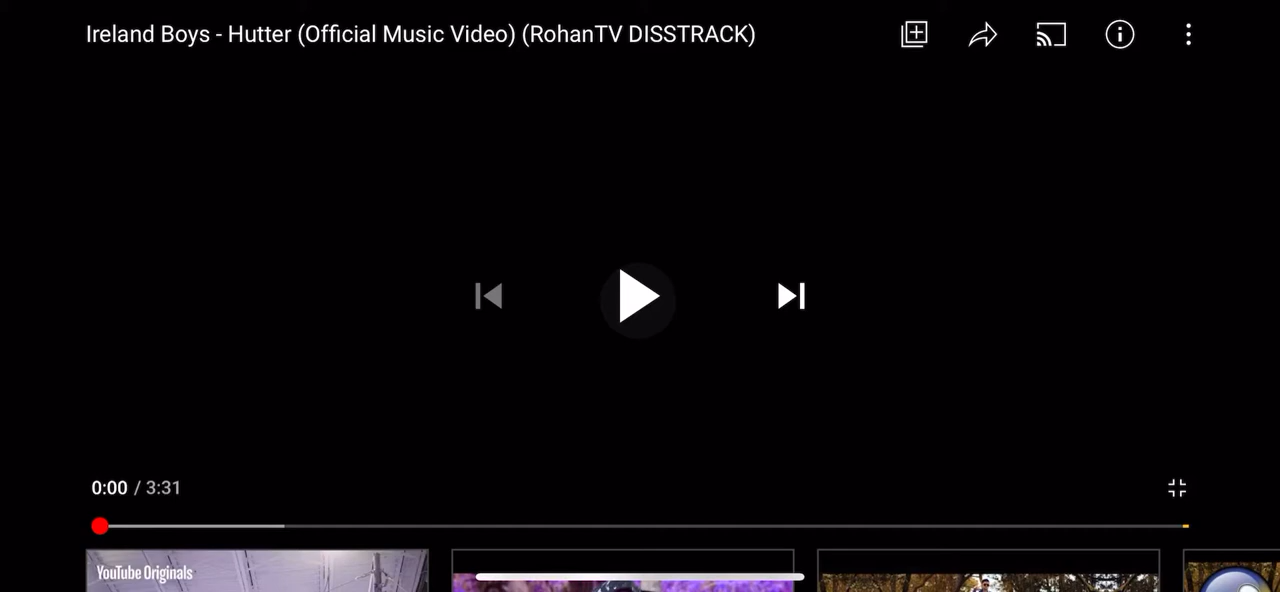 Ireland Boys - Hutter (Official Music Video) (RohanTV DISSTRACK)
0:00 / 3:31
YouTube Originals